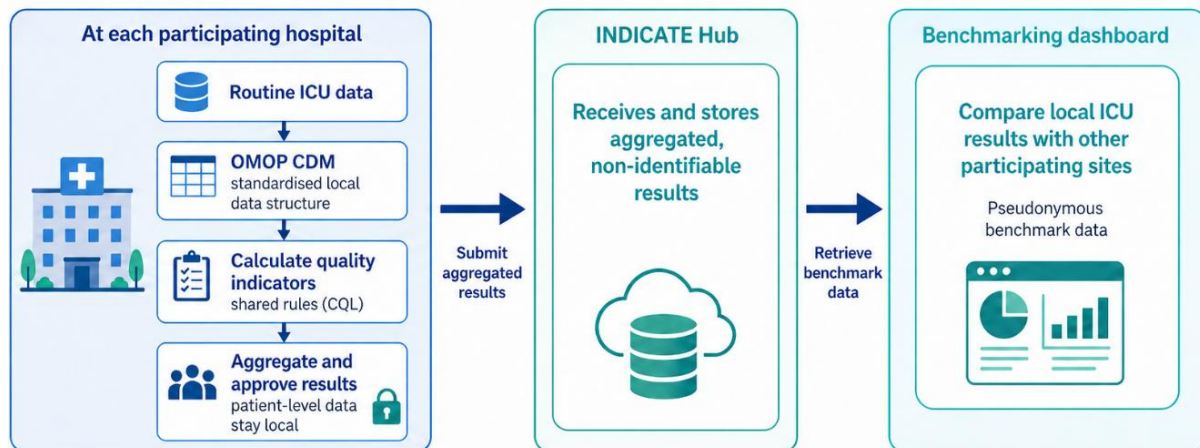 At each participating hospital
Routine ICU data
OMOP CDM
standardised local
data structure
Calculate quality
indicators
shared rules (CQL)
Aggregate and
approve results
patient-level data
stay local
Submit
aggregated
results
INDICATE Hub
Receives and stores
aggregated,
non-identifiable
results
Retrieve
benchmark
data
Benchmarking dashboard
Compare local ICU
results with other
participating sites
Pseudonymous
benchmark data